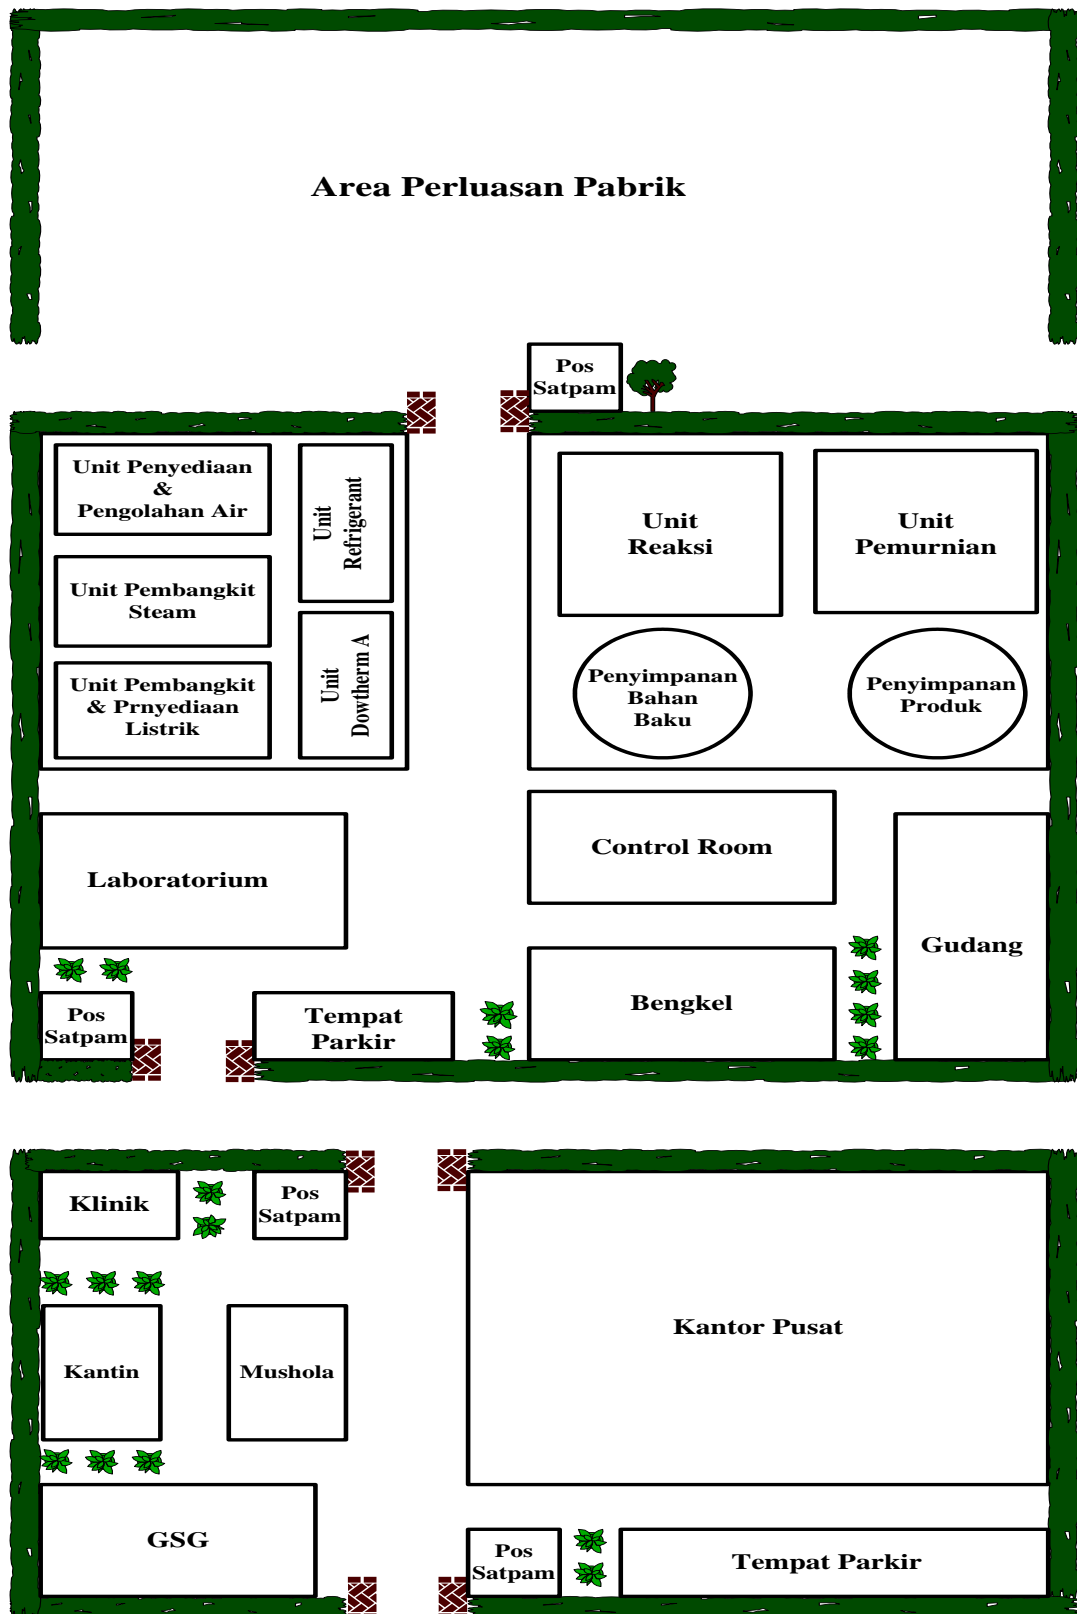 Area Perluasan Pabrik
Pos
Satpam
Unit Penyediaan
&
Pengolahan Air
Unit
Refrigerant
Unit
Reaksi
Unit
Pemurnian
Unit Pembangkit
Steam
Unit Pembangkit
& Prnyediaan
Listrik
Unit
Dowtherm A
Penyimpanan
Bahan
Baku
Penyimpanan
Produk
Laboratorium
Control Room
Gudang
Pos
Satpam
Tempat
Parkir
Bengkel
Klinik
Pos
Satpam
Kantor Pusat
Kantin
Mushola
GSG
Pos
Satpam
Tempat Parkir